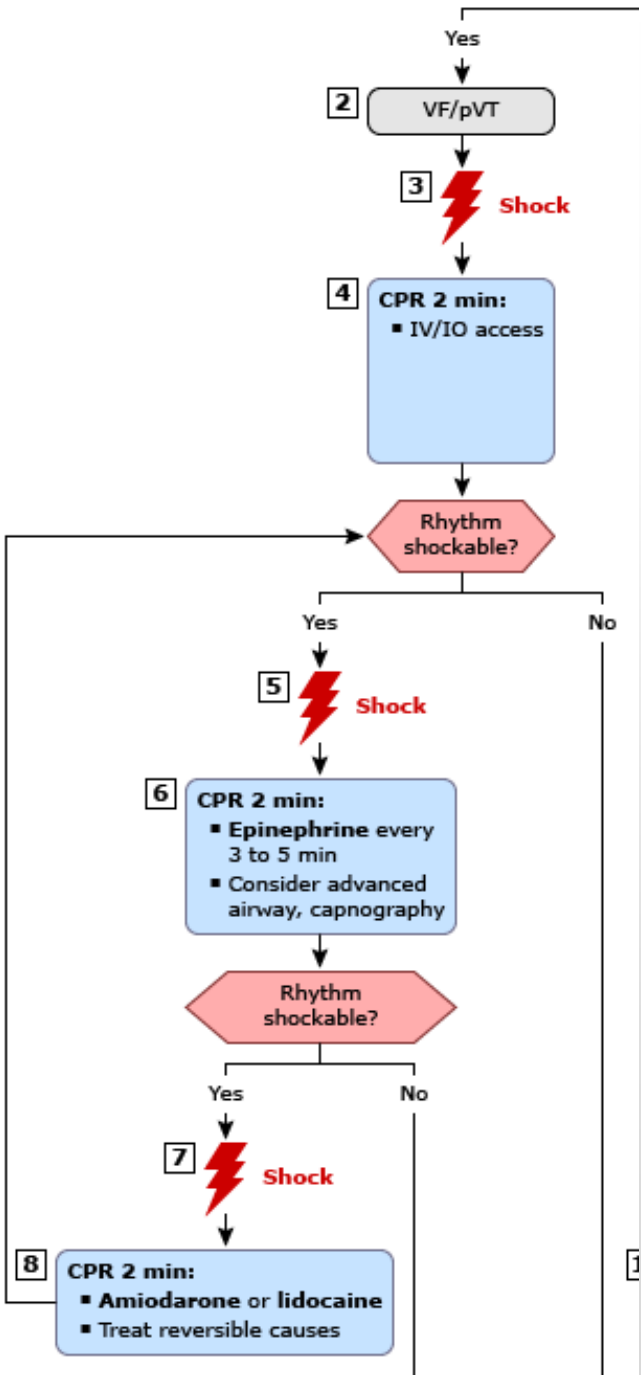 Yes
2
VF/pVT
3
Shock
4
CPR 2 min:
▪ IV/IO access
Rhythm
shockable?
Yes
No
5
Shock
6
CPR 2 min:
▪ Epinephrine every
3 to 5 min
▪ Consider advanced
airway, capnography
Rhythm
shockable?
Yes
No
7
Shock
8
CPR 2 min:
▪ Amiodarone or lidocaine
▪ Treat reversible causes